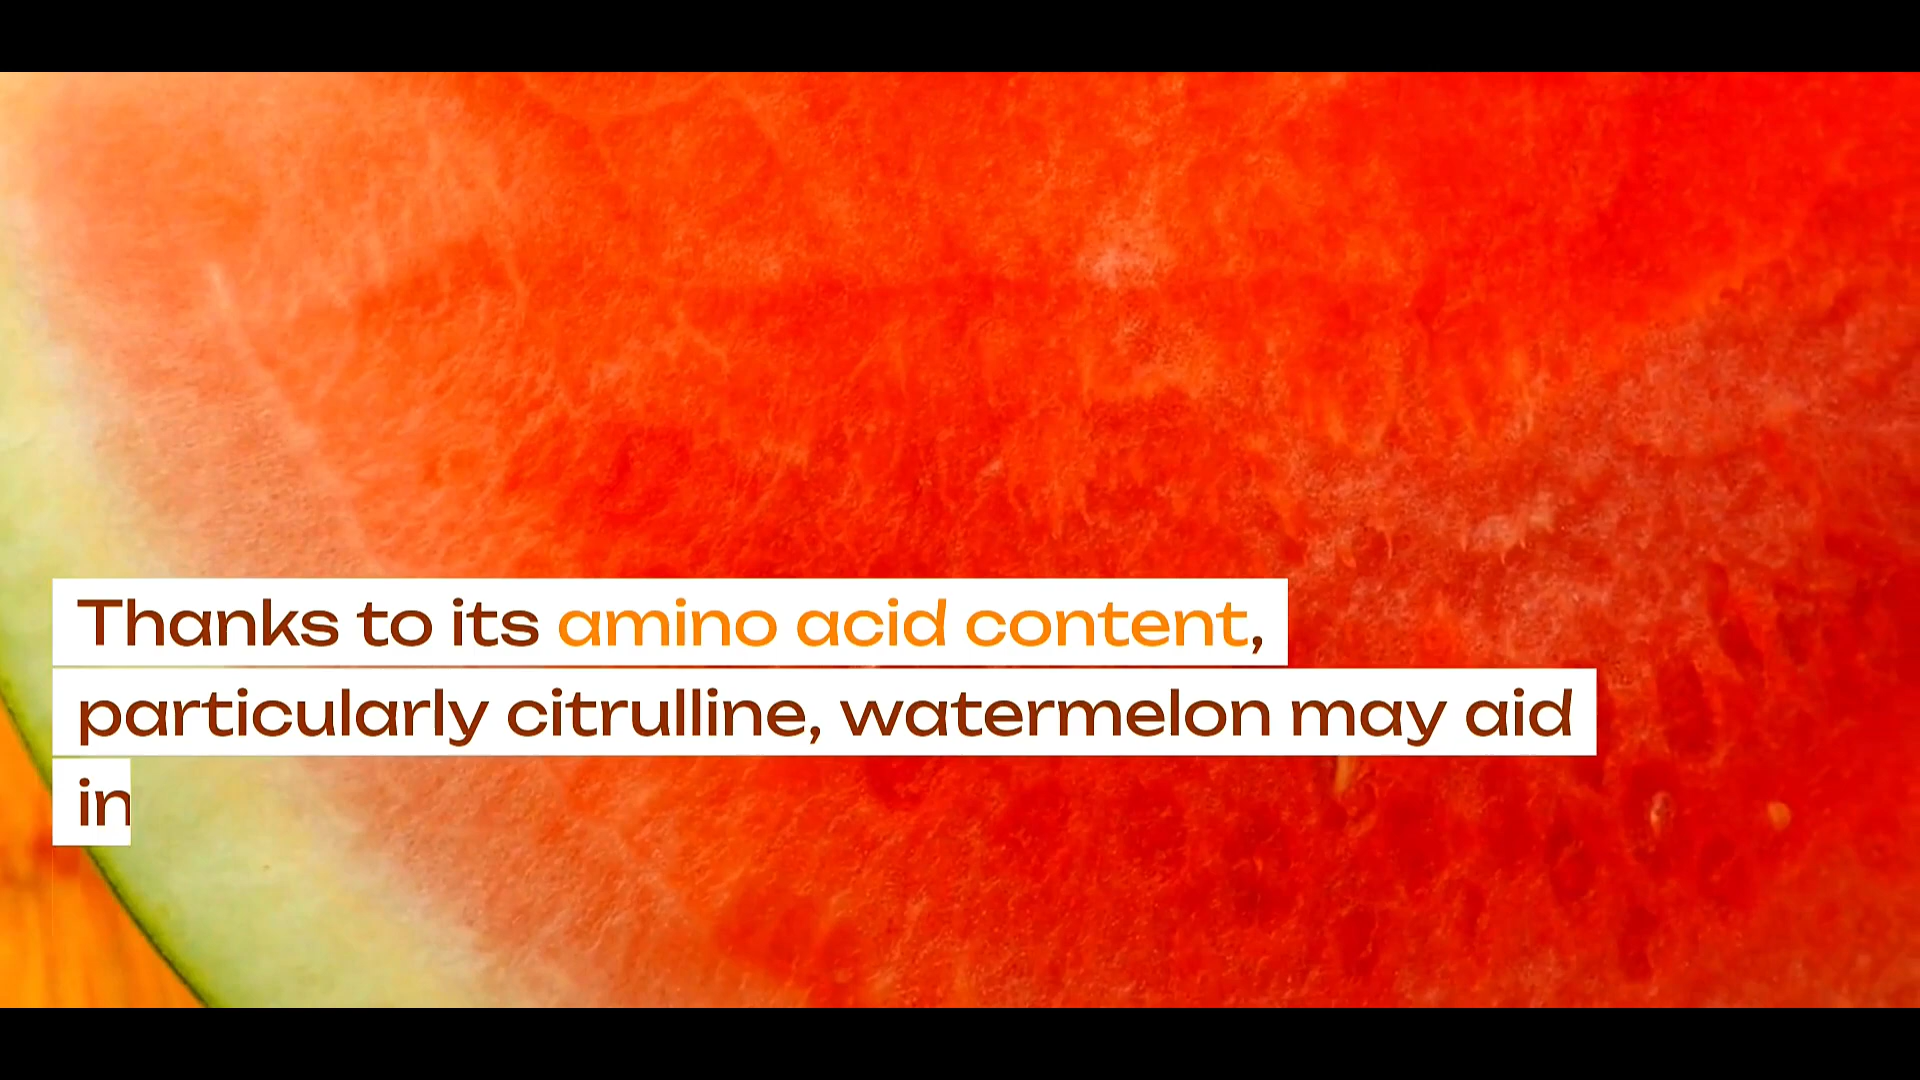 Thanks to its amino acid content,
particularly citrulline, watermelon may aid
in